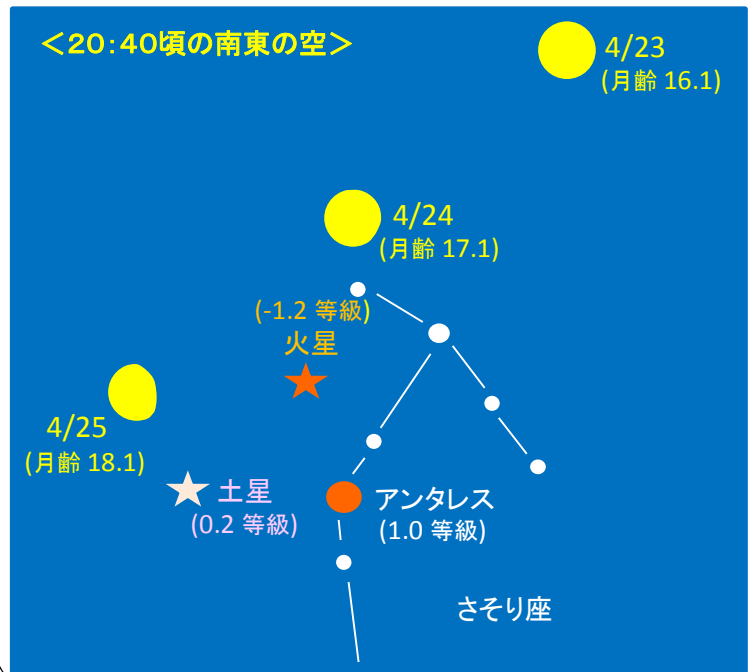 <20:40頃の南東の空>
4/23
(月齢 16.1)
4/24
(月齢 17.1)
(-1.2 等級)
火星
4/25
(月齢 18.1)
土星
(0.2 等級)
アンタレス
(1.0 等級)
さそり座